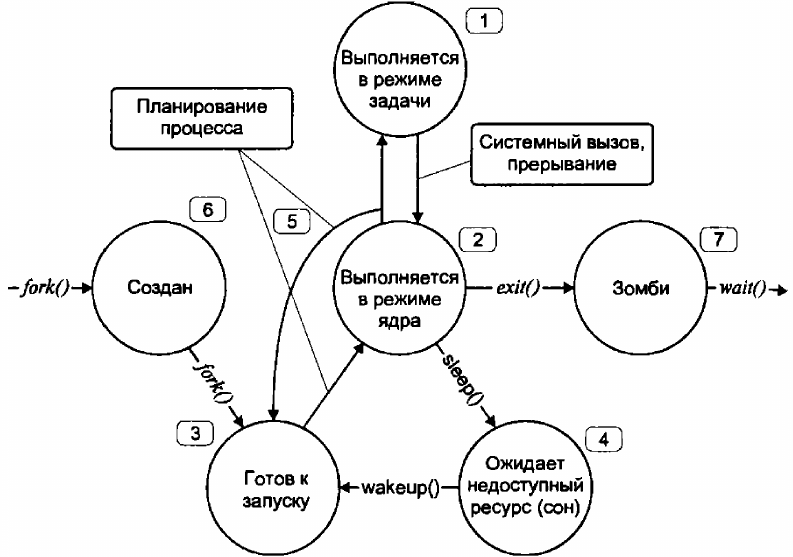 1
Выполняется
в режиме
задачи
Планирование
процесса
Системный вызов,
прерывание
6
5
2
7
fork()
Создан
Выполняется
в режиме
ядра
exit()
Зомби
wait()
fork()
sleep()
3
4
Готов к
запуску
wakeup()
Ожидает
недоступный
ресурс (сон)